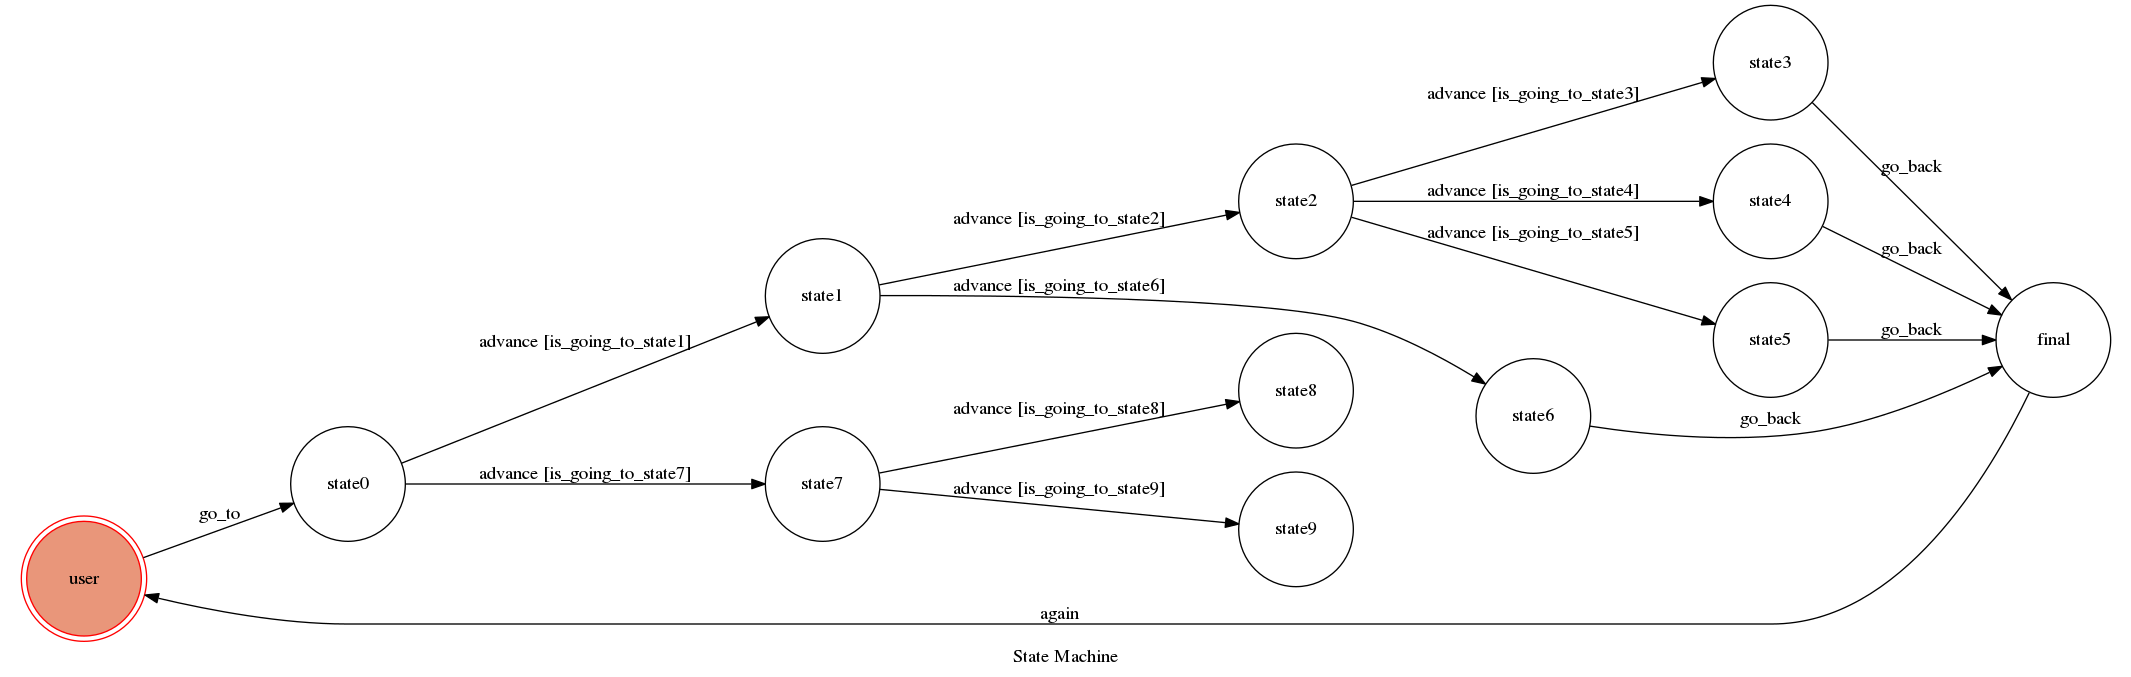 state3
advance [is_going_to_state3]
go_back
state2
advance [is_going_to_state4]
state4
advance [is_going_to_state2]
advance [is_going_to_state5]
go_back
state1
advance [is_going_to_state6]
go_back
state5
final
advance [is_going_to_state1]
state8
advance [is_going_to_state8]
state6
go_back
state0
advance [is_going_to_state7]
state7
advance [is_going_to_state9]
go_to
state9
user
again
State Machine